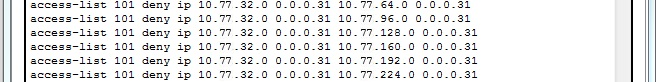 access-list 101 deny ip 10.77.32.0 0.0.0.31 10.77.64.0 0.0.0.31
access-list 101 deny ip 10.77.32.0 0.0.0.31 10.77.96.0 0.0.0.31
access-list 101 deny ip 10.77.32.0 0.0.0.31 10.77.128.0 0.0.0.31
access-list 101 deny ip 10.77.32.0 0.0.0.31 10.77.160.0 0.0.0.31
access-list 101 deny ip 10.77.32.0 0.0.0.31 10.77.192.0 0.0.0.31
access-list 101 deny ip 10.77.32.0 0.0.0.31 10.77.224.0 0.0.0.31